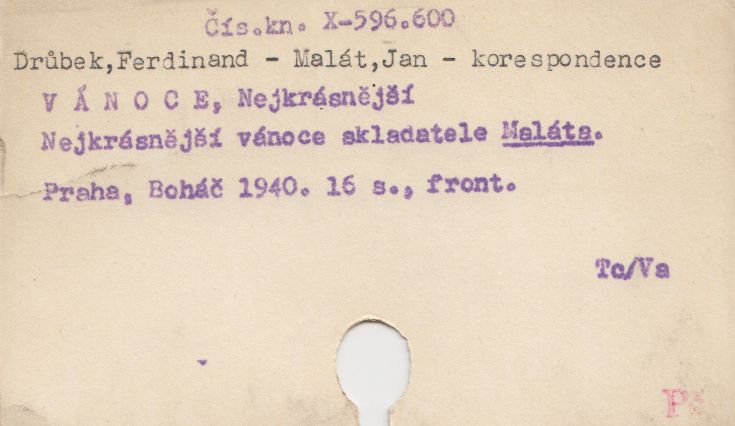 Čís.kn. X-596.600
Drůbek,Ferdinand - Malát,Jan - korespondence
V Á N O C E, Nejkrásnější
Nejkrásnější vánoce skladatele Maláta.
Praha, Boháč 1940. 16 s., front.
Tc/Va